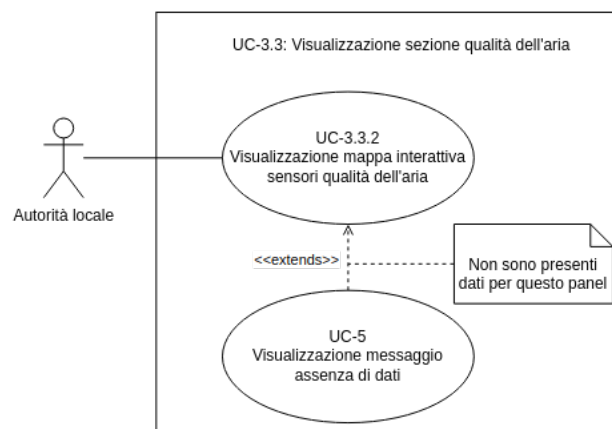 UC-3.3: Visualizzazione sezione qualità dell'aria
UC-3.3.2
Visualizzazione mappa interattiva
sensori qualità dell'aria
Autorità locale
<<extends>>
Non sono presenti
dati per questo panel
UC-5
Visualizzazione messaggio
assenza di dati